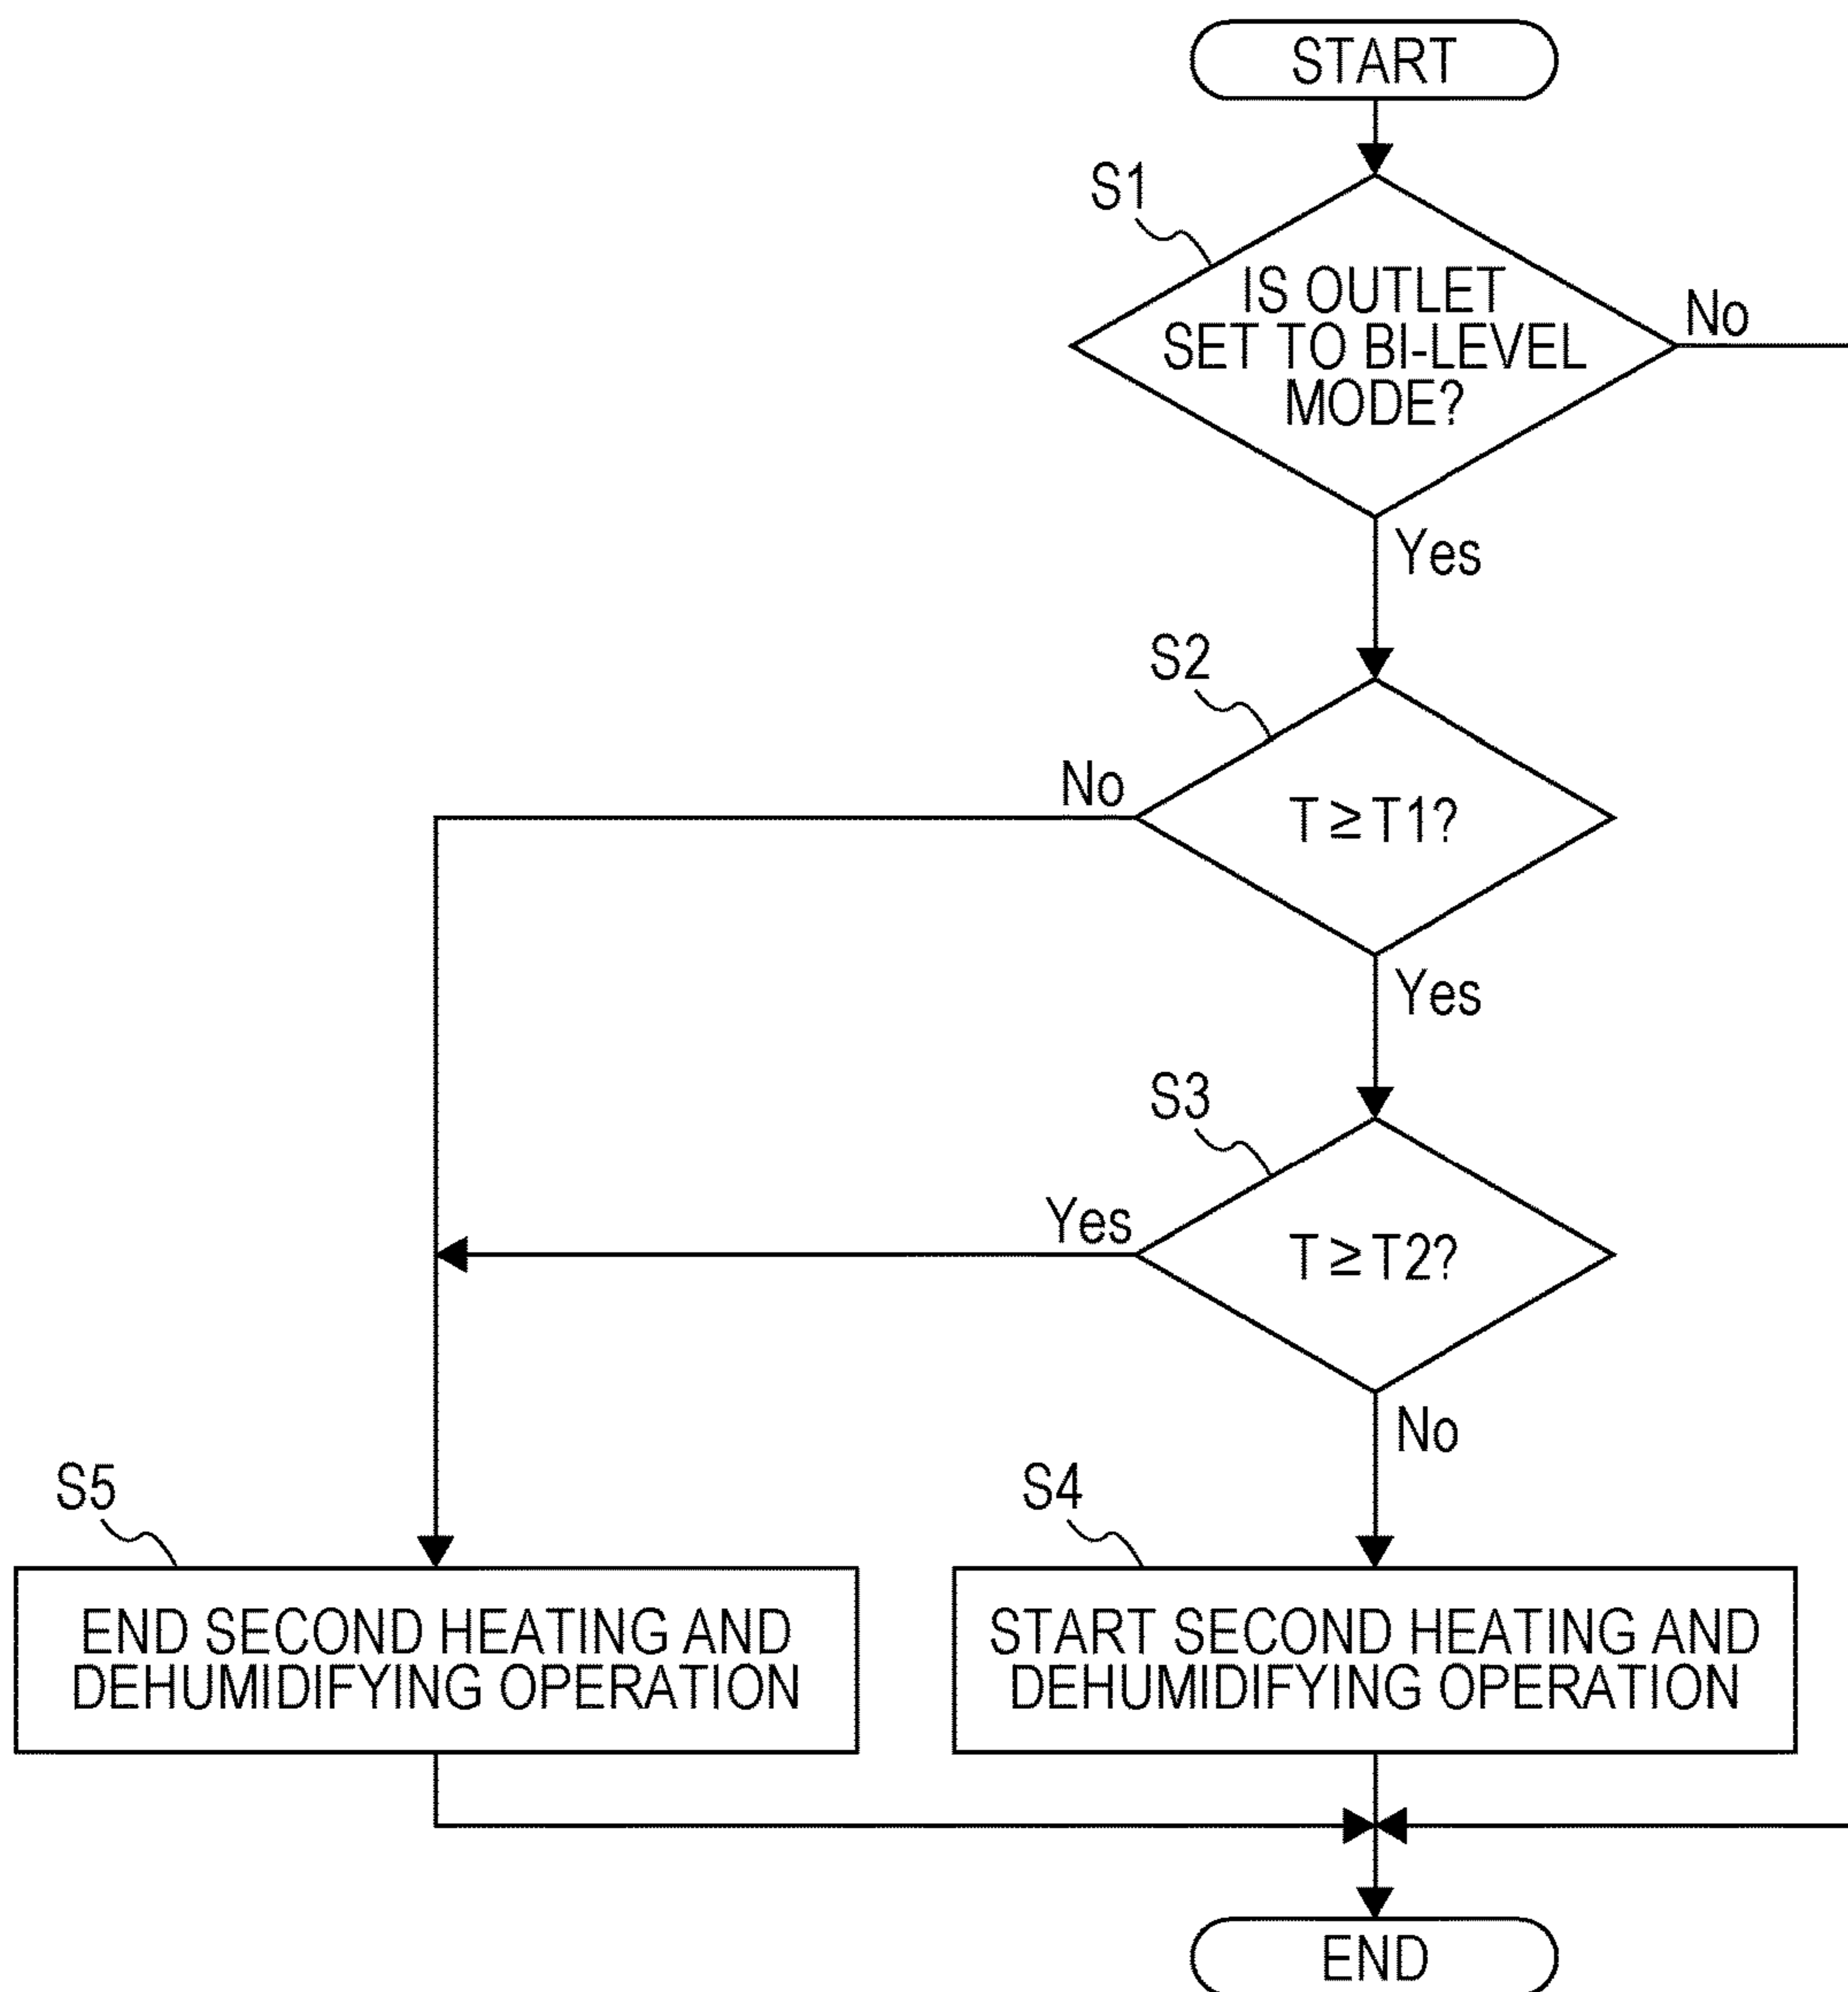 START
S1
IS OUTLET
SET TO BI-LEVEL
MODE?
No
Yes
S2
No
T ≥ T1?
Yes
S3
Yes
T ≥ T2?
No
S5
S4
END SECOND HEATING AND
DEHUMIDIFYING OPERATION
START SECOND HEATING AND
DEHUMIDIFYING OPERATION
END